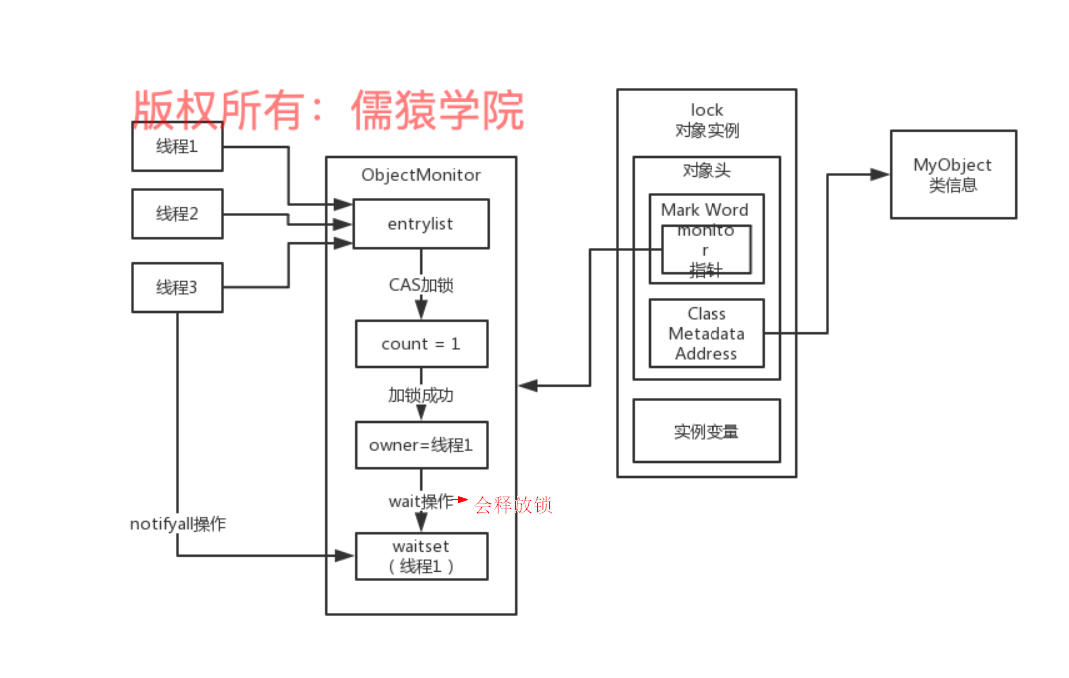 版权所有：儒猿学院
线程1
线程2
线程3
notifyall操作
ObjectMonitor
entrylist
CAS加锁
count = 1
加锁成功
owner=线程1
wait操作
会释放锁
waitset
（线程1）
lock
对象实例
对象头
Mark Word
monito
r
指针
Class
Metadata
Address
实例变量
MyObject
类信息